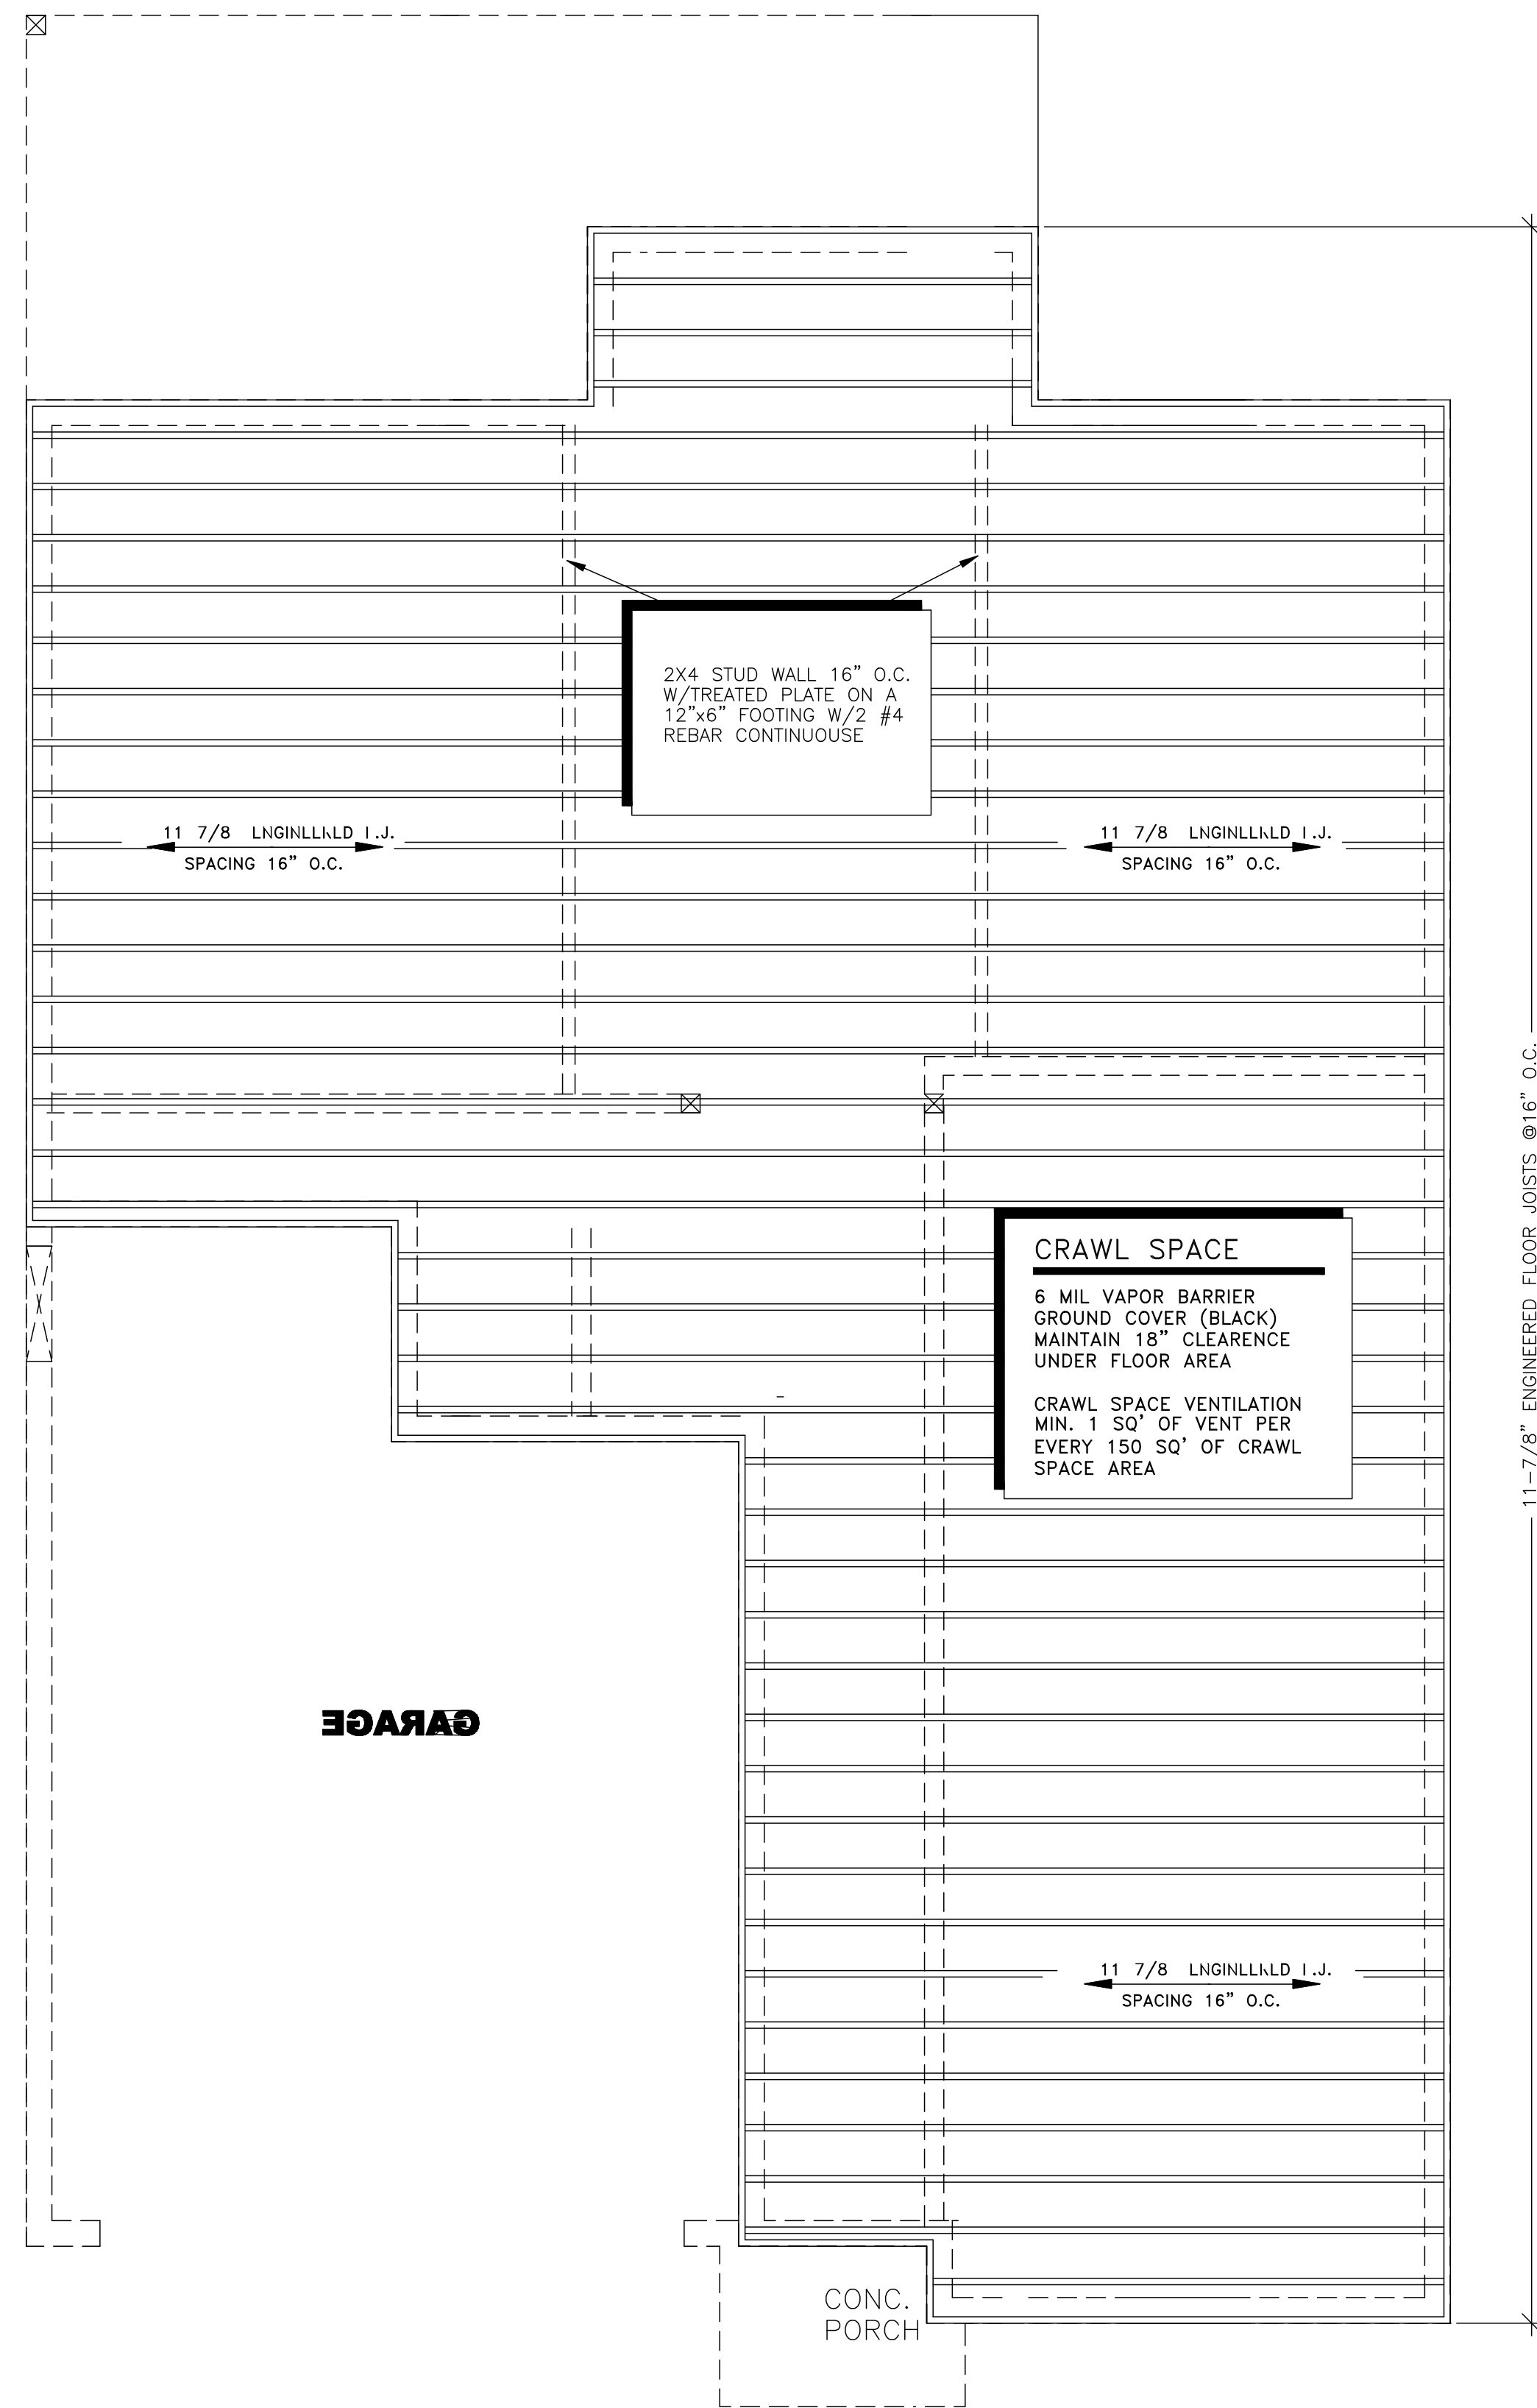 2X4 STUD WALL 16" O.C.
W/TREATED PLATE ON A
12"x6" FOOTING W/2 #4
REBAR CONTINUOUSE
11 7/8
SPACING 16" O.C.
11 7/8
SPACING 16" O.C.
11-7/8" ENGINEERED FLOOR JOISTS @16" O.C.
CRAWL SPACE
6 MIL VAPOR BARRIER
GROUND COVER (BLACK)
MAINTAIN 18" CLEARENCE
UNDER FLOOR AREA
CRAWL SPACE VENTILATION
MIN. 1 SQ' OF VENT PER
EVERY 150 SQ' OF CRAWL
SPACE AREA
GARAGE
11 7/8
SPACING 16" O.C.
CONC.
PORCH